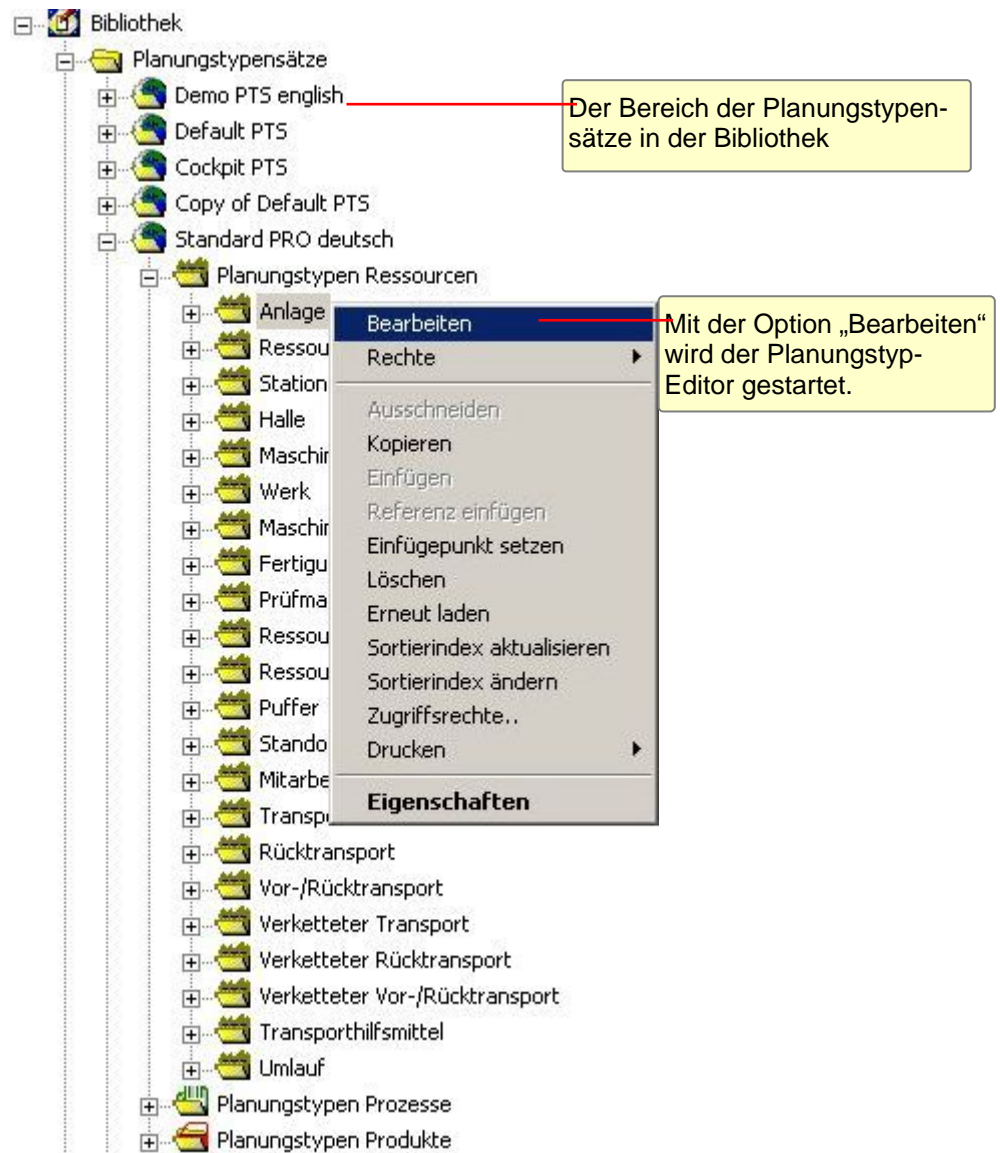 Bibliothek
Planungstypensätze
Demo PTS english
Der Bereich der Planungstypen-
sätze in der Bibliothek
Default PTS
Cockpit PTS
Copy of Default PTS
Standard PRO deutsch
Planungstypen Ressourcen
Anlage
Ressou
Station
Halle
Maschin
Werk
Maschin
Fertigu
Prüfma
Ressou
Ressou
Puffer
Stando
Mitarbe
Transpo
Rücktransport
Vor-/Rücktransport
Verketteter Transport
Verketteter Rücktransport
Verketteter Vor-/Rücktransport
Transporthilfsmittel
Umlauf
Planungstypen Prozesse
Planungstypen Produkte
Bearbeiten
Rechte
Ausschneiden
Kopieren
Einfügen
Referenz einfügen
Einfügepunkt setzen
Löschen
Erneut laden
Sortierindex aktualisieren
Sortierindex ändern
Zugriffsrechte..
Drucken
Eigenschaften
Mit der Option „Bearbeiten“
wird der Planungstyp-
Editor gestartet.